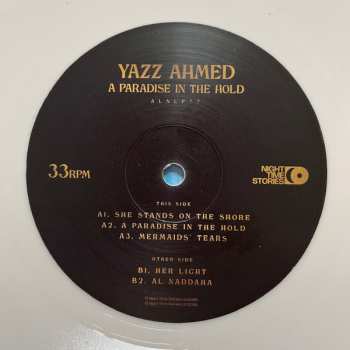 YAZZ AHMED
A PARADISE IN THE HOLD
33RPM
NIGHT
TIME
STORIES
THIS SIDE
A1. SHE STANDS ON THE SHORE
A2. A PARADISE IN THE HOLD
A3. MERMAIDS' TEARS
OTHER SIDE
B1. HER LIGHT
B2. AL NADDAHA